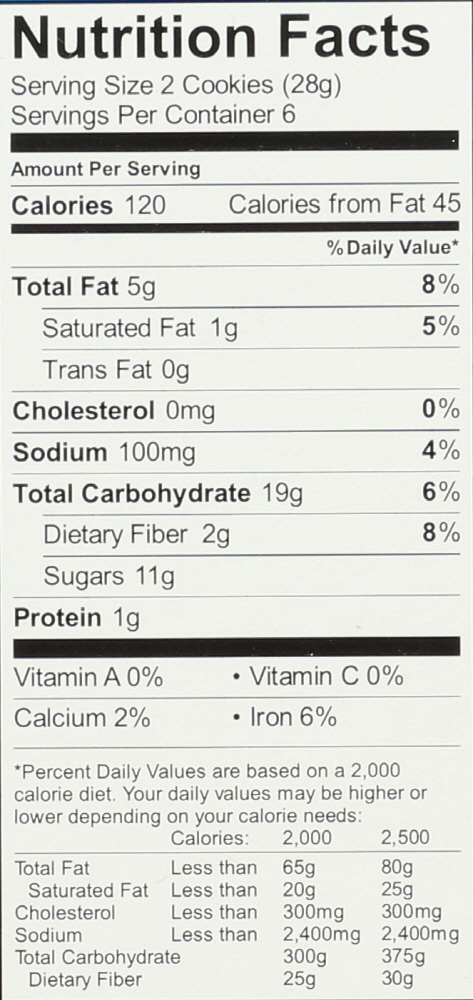 Nutrition Facts
Serving Size 2 Cookies (28g)
Servings Per Container 6
Amount Per Serving
Calories 120 Calories from Fat 45
% Daily Value*
Total Fat 5g 8%
Saturated Fat 1g 5%
Trans Fat 0g
Cholesterol 0mg 0%
Sodium 100mg 4%
Total Carbohydrate 19g 6%
Dietary Fiber 2g 8%
Sugars 11g
Protein 1g
Vitamin A 0% • Vitamin C 0%
Calcium 2% • Iron 6%
*Percent Daily Values are based on a 2,000
calorie diet. Your daily values may be higher or
lower depending on your calorie needs:
Calories: 2,000 2,500
Total Fat Less than 65g 80g
Saturated Fat Less than 20g 25g
Cholesterol Less than 300mg 300mg
Sodium Less than 2,400mg 2,400mg
Total Carbohydrate 300g 375g
Dietary Fiber 25g 30g